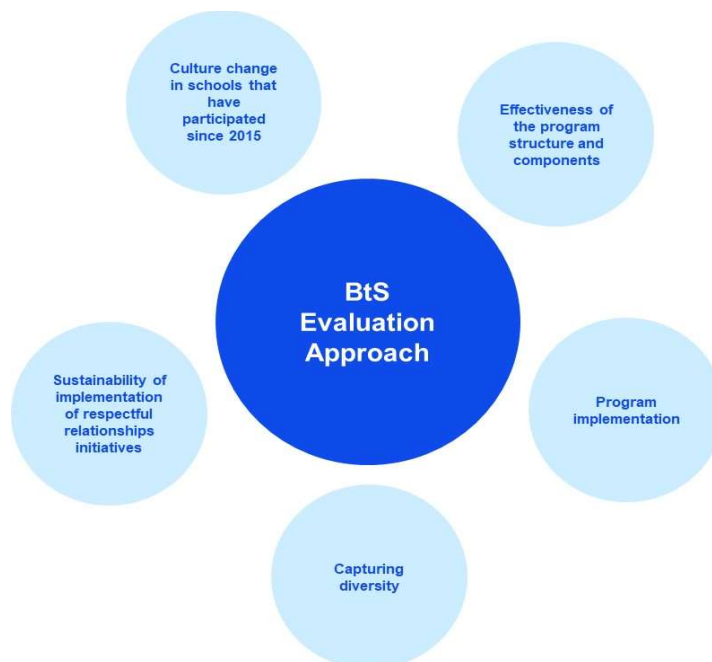 Culture change
in schools that
have
participated
since 2015
Effectiveness of
the program
structure and
components
BtS
Evaluation
Approach
Sustainability of
implementation
of respectful
relationships
initiatives
Program
implementation
Capturing
diversity